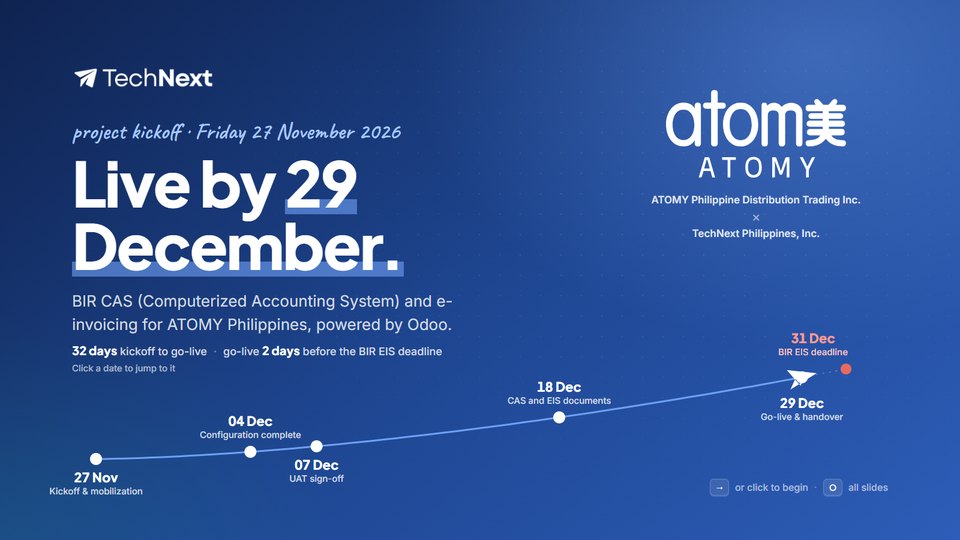 TechNext
project kickoff · Friday 27 November 2026
Live by 29
December.
BIR CAS (Computerized Accounting System) and e-
invoicing for ATOMY Philippines, powered by Odoo.
32 days kickoff to go-live · go-live 2 days before the BIR EIS deadline
Click a date to jump to it
atom美
ATOMY
ATOMY Philippine Distribution Trading Inc.
×
TechNext Philippines, Inc.
27 Nov
Kickoff & mobilization
04 Dec
Configuration complete
07 Dec
UAT sign-off
18 Dec
CAS and EIS documents
29 Dec
Go-live & handover
31 Dec
BIR EIS deadline
→ or click to begin · O all slides